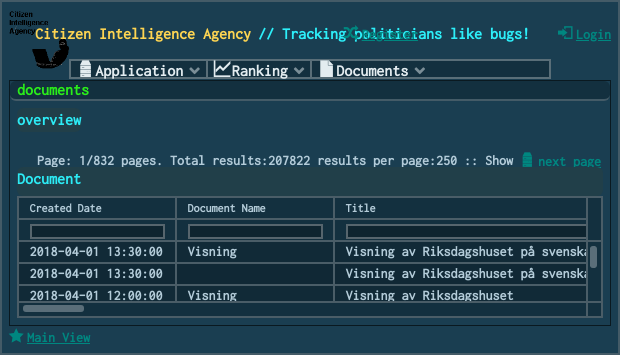 Citizen
Intelligence
Agency
Citizen Intelligence Agency // Tracking politicians like bugs!
Register
Login
Application
Ranking
Documents
documents
overview
Page: 1/832 pages. Total results:207822 results per page:250 :: Show
next page
Document
Created Date Document Name Title
2018-04-01 13:30:00 Visning Visning av Riksdagshuset på svenska
2018-04-01 13:30:00 Visning av Riksdagshuset på svenska
2018-04-01 12:00:00 Visning Visning av Riksdagshuset
Main View